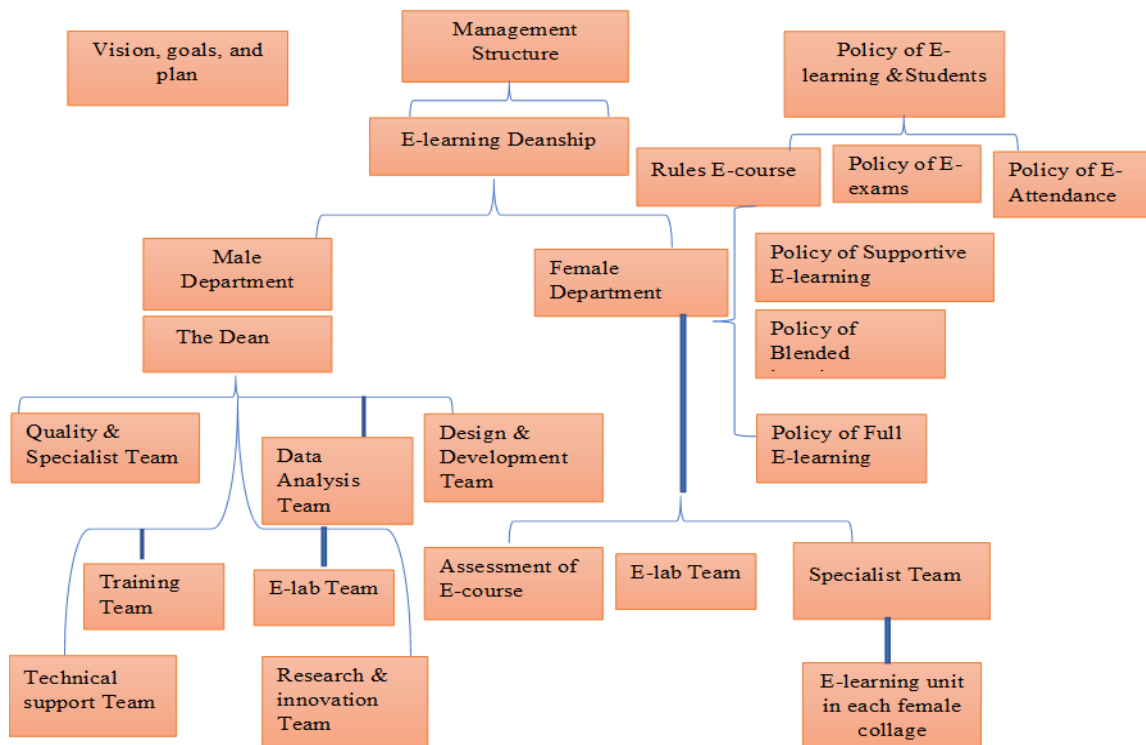 Vision, goals, and
plan
Management
Structure
Policy of E-
learning &Students
E-learning Deanship
Rules E-course
Policy of E-
exams
Policy of E-
Attendance
Male
Department
Female
Department
Policy of Supportive
E-learning
The Dean
Policy of
Blended
Quality &
Specialist Team
Data
Analysis
Team
Design &
Development
Team
Policy of Full
E-learning
Training
Team
E-lab Team
Assessment of
E-course
E-lab Team
Specialist Team
Technical
support Team
Research &
innovation
Team
E-learning unit
in each female
collage